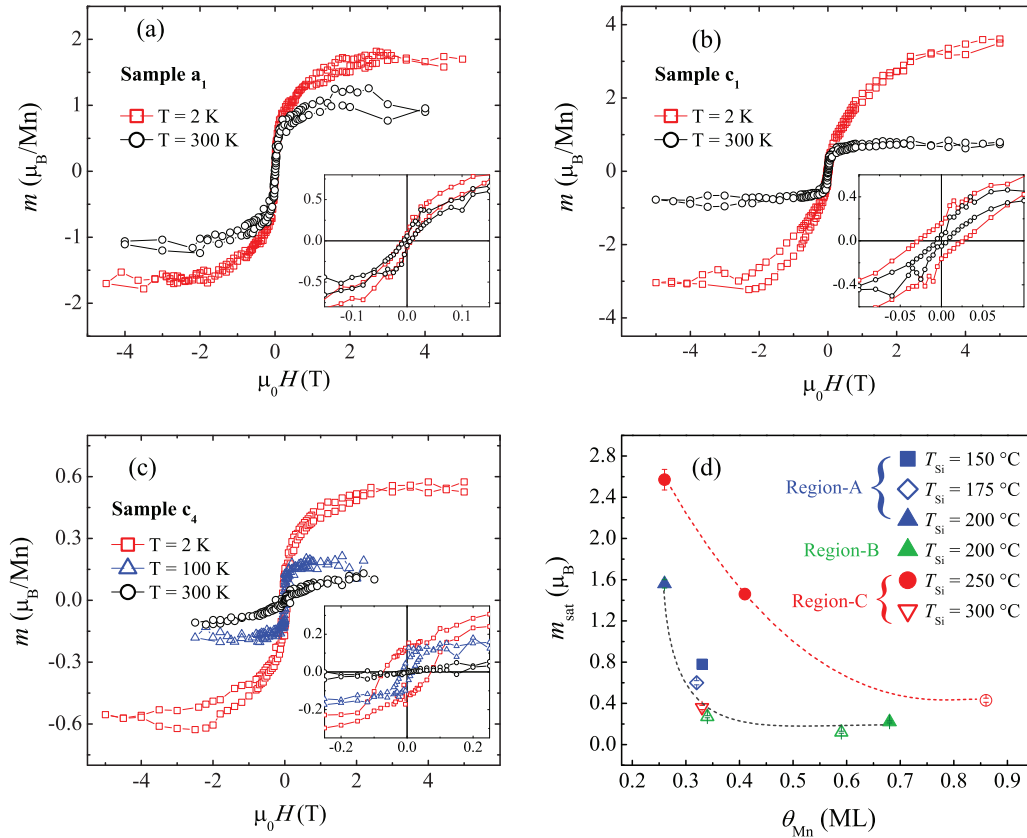 (a)
Sample a1
T = 2 K
T = 300 K
m (μB/Mn)
2
1
0
-1
-2
-4 -2 0 2 4
μ0H(T)
0.5
0.0
-0.5
-0.1 0.0 0.1
(b)
Sample c1
T = 2 K
T = 300 K
m (μB/Mn)
4
2
0
-2
-4
-4 -2 0 2 4
μ0H(T)
0.4
0.0
-0.4
-0.05 0.00 0.05
(c)
Sample c4
T = 2 K
T = 100 K
T = 300 K
m (μB/Mn)
0.6
0.3
0.0
-0.3
-0.6
-4 -2 0 2 4
μ0H(T)
0.2
0.0
-0.2
-0.2 0.0 0.2
(d)
Region-A
TSi = 150 °C
TSi = 175 °C
TSi = 200 °C
Region-B
TSi = 200 °C
Region-C
TSi = 250 °C
TSi = 300 °C
msat (μB)
2.8
2.4
2.0
1.6
1.2
0.8
0.4
0.0
0.2 0.3 0.4 0.5 0.6 0.7 0.8 0.9
θMn (ML)